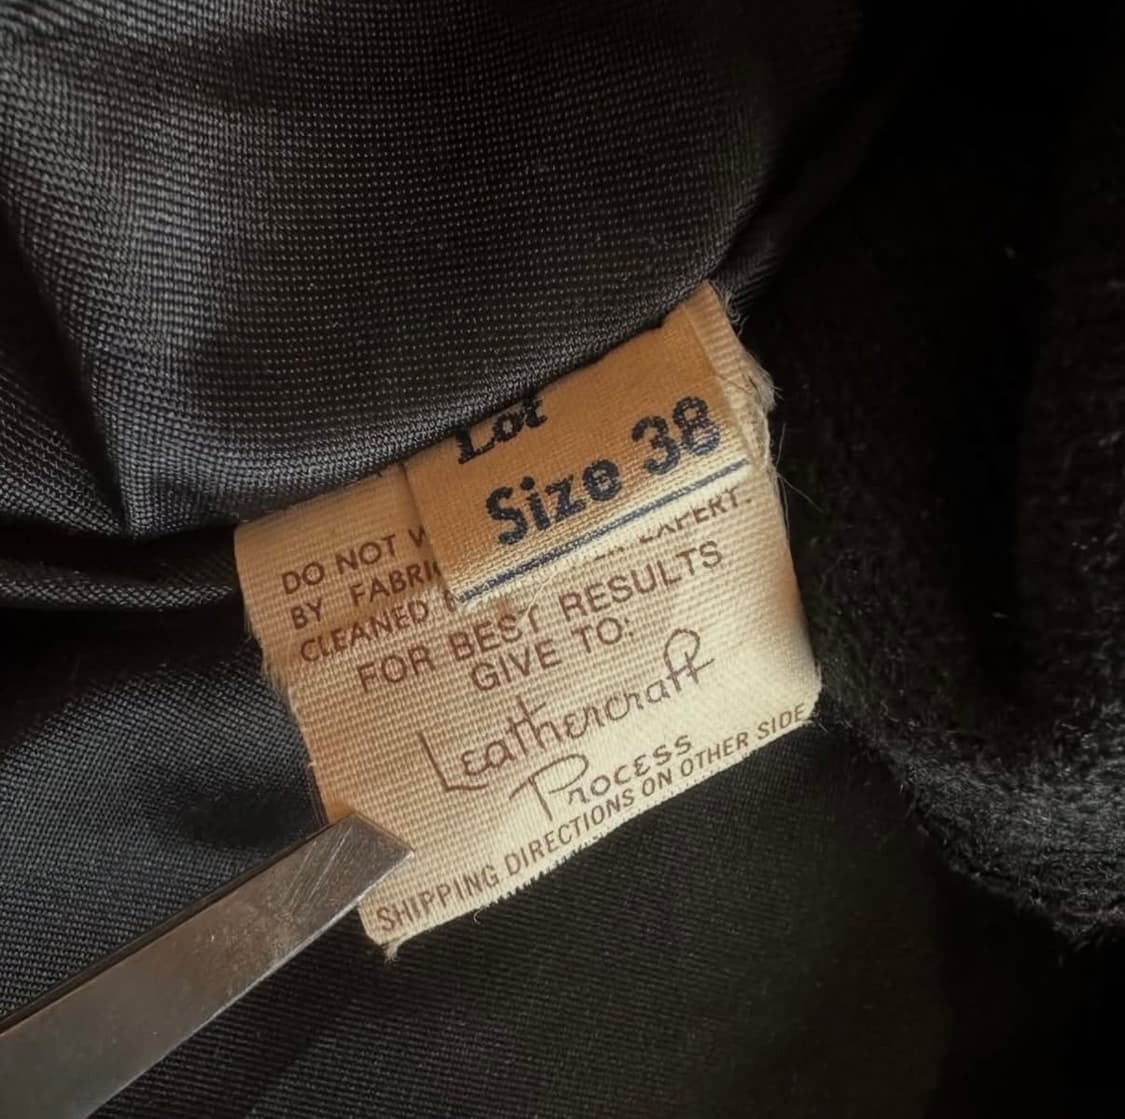 Lot
Size 38
DO NOT
BY FABRI
CLEANED
EXPERT.
FOR BEST RESULTS
GIVE TO:
Leathercraft
Process
SHIPPING DIRECTIONS ON OTHER SIDE